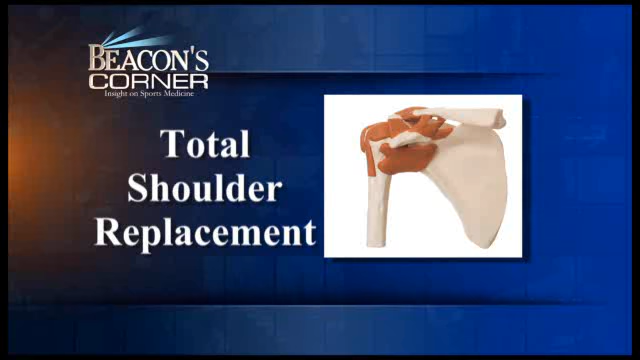 BEACON'S
CORNER
Insight on Sports Medicine
Total
Shoulder
Replacement